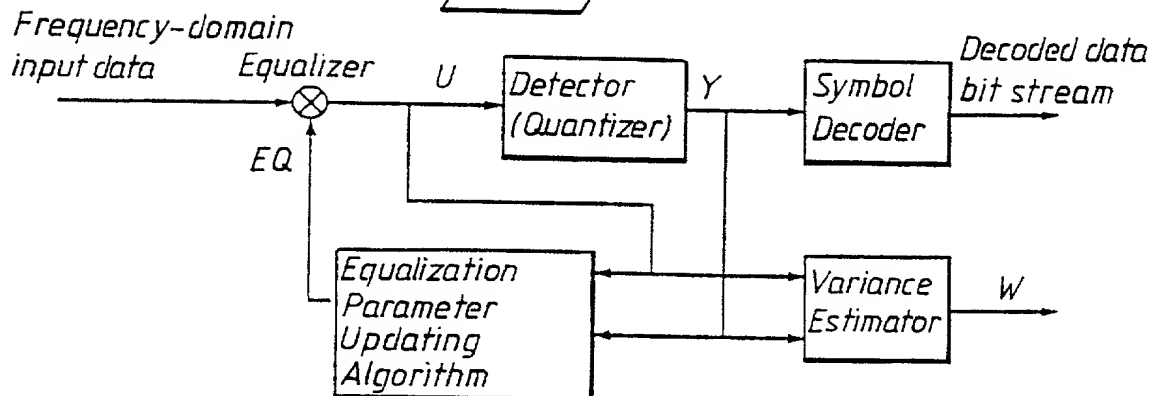 Frequency-domain
input data
Equalizer
U
Detector
(Quantizer)
Y
Symbol
Decoder
Decoded data
bit stream
EQ
Equalization
Parameter
Updating
Algorithm
Variance
Estimator
W